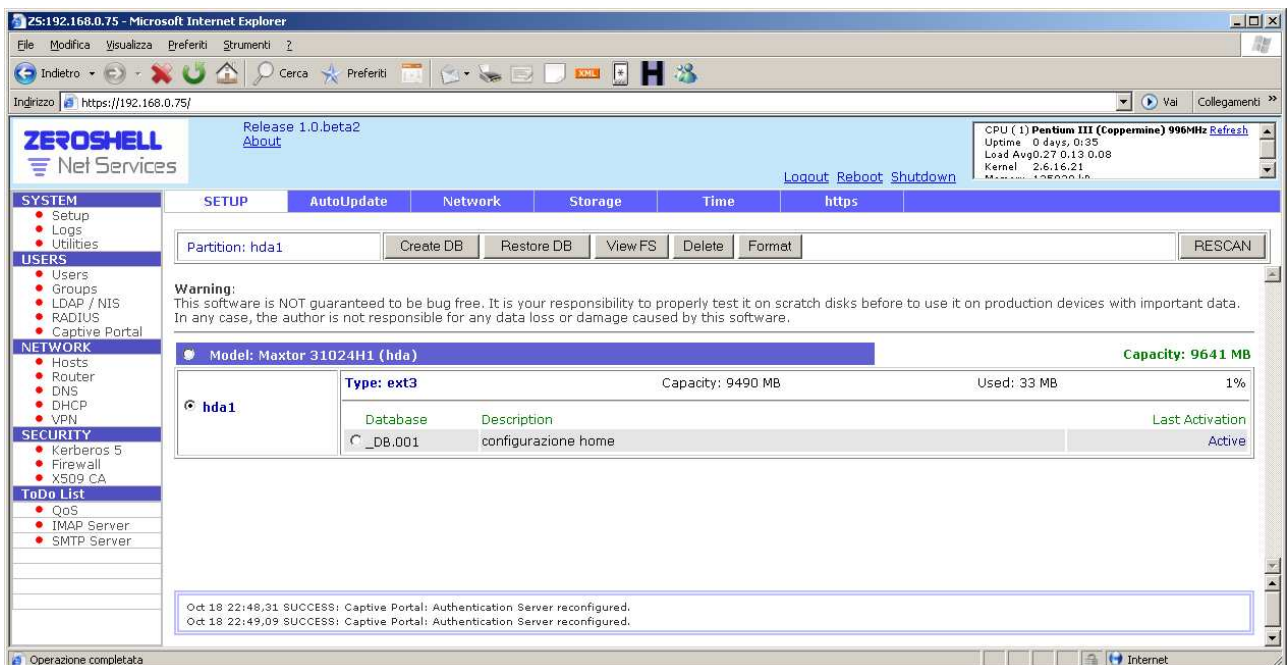 ZS:192.168.0.75 - Microsoft Internet Explorer
File Modifica Visualizza Preferiti Strumenti ?
Indietro Cerca Preferiti XML H
Indirizzo https://192.168.0.75/ Vai Collegamenti »
ZEROSHELL
Net Services
Release 1.0.beta2
About
Logout Reboot Shutdown
CPU ( 1) Pentium III (Coppermine) 996MHz Refresh
Uptime 0 days, 0:35
Load Avg0.27 0.13 0.08
Kernel 2.6.16.21
SYSTEM
Setup
Logs
Utilities
USERS
Users
Groups
LDAP / NIS
RADIUS
Captive Portal
NETWORK
Hosts
Router
DNS
DHCP
VPN
SECURITY
Kerberos 5
Firewall
X509 CA
ToDo List
QoS
IMAP Server
SMTP Server
SETUP AutoUpdate Network Storage Time https
Partition: hda1 Create DB Restore DB View FS Delete Format RESCAN
Warning:
This software is NOT guaranteed to be bug free. It is your responsibility to properly test it on scratch disks before to use it on production devices with important data.
In any case, the author is not responsible for any data loss or damage caused by this software.
Model: Maxtor 31024H1 (hda) Capacity: 9641 MB
hda1
Type: ext3 Capacity: 9490 MB Used: 33 MB 1%
Database Description Last Activation
_DB.001 configurazione home Active
Oct 18 22:48,31 SUCCESS: Captive Portal: Authentication Server reconfigured.
Oct 18 22:49,09 SUCCESS: Captive Portal: Authentication Server reconfigured.
Operazione completata Internet